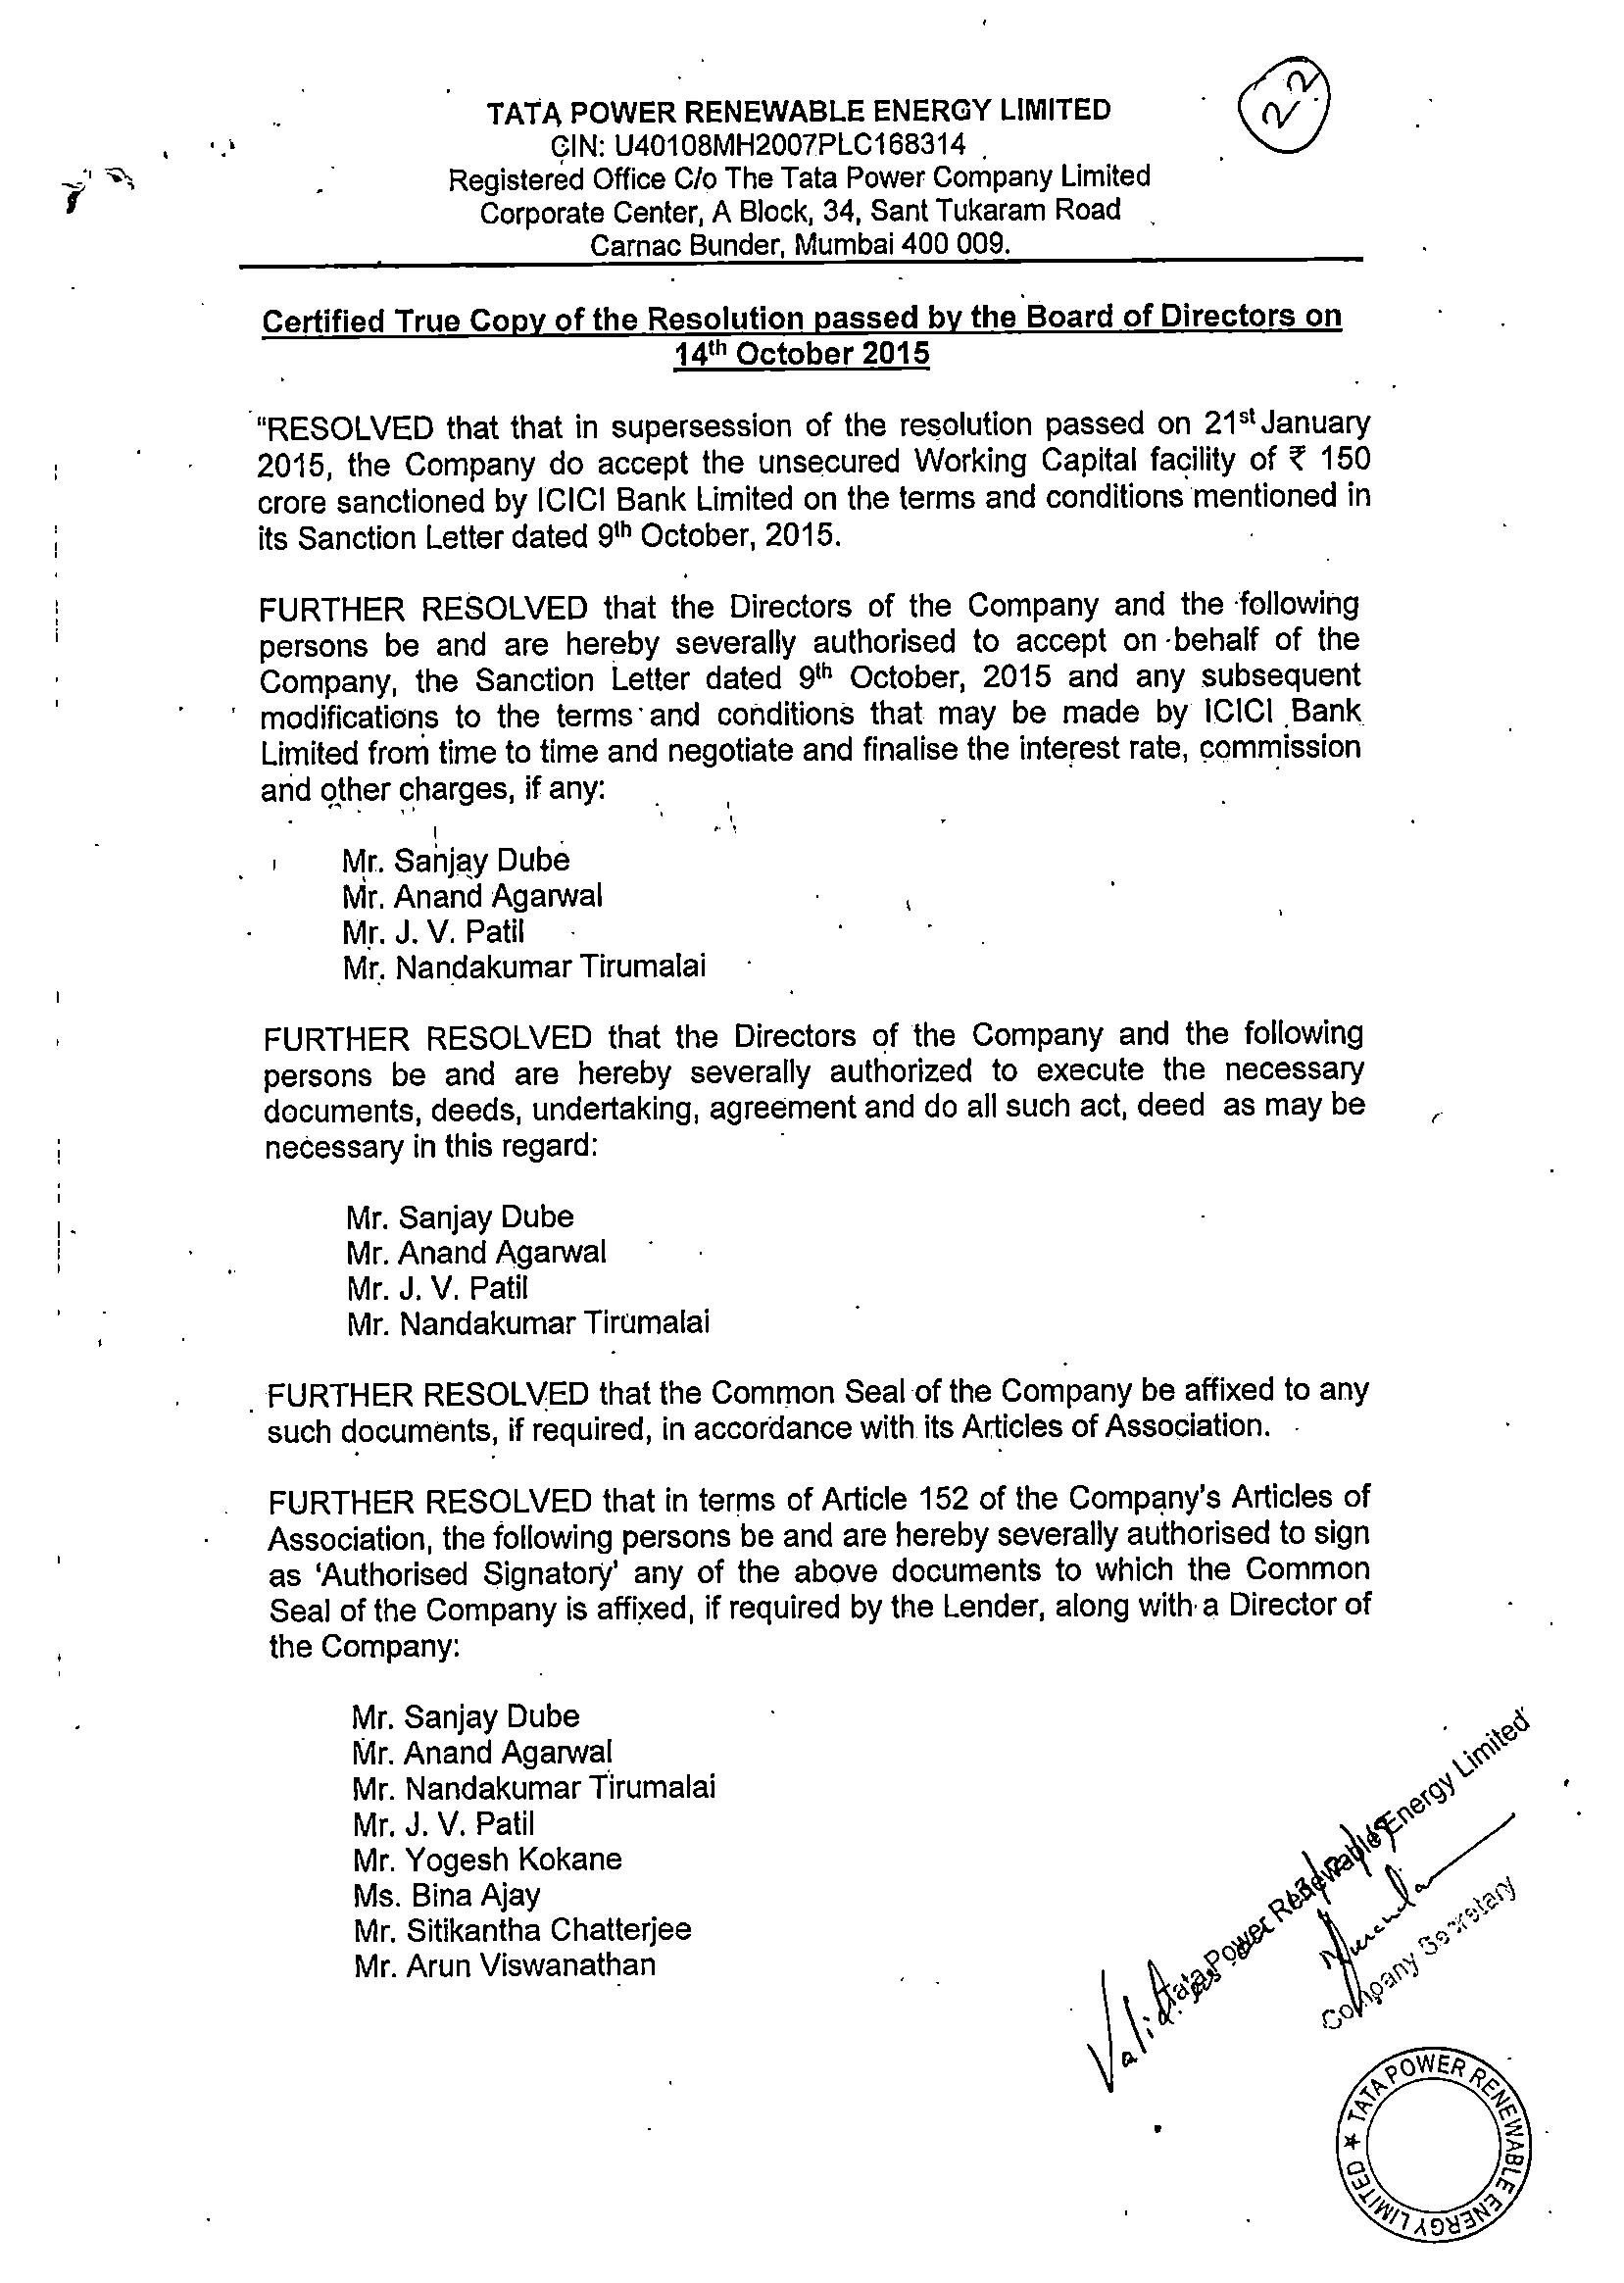 22
TATA POWER RENEWABLE ENERGY LIMITED
CIN: U40108MH2007PLC168314
Registered Office C/o The Tata Power Company Limited
Corporate Center, A Block, 34, Sant Tukaram Road
Carnac Bunder, Mumbai 400 009.
Certified True Copy of the Resolution passed by the Board of Directors on
14th October 2015
"RESOLVED that that in supersession of the resolution passed on 21st January
2015, the Company do accept the unsecured Working Capital facility of ₹ 150
crore sanctioned by ICICI Bank Limited on the terms and conditions mentioned in
its Sanction Letter dated 9th October, 2015.
FURTHER RESOLVED that the Directors of the Company and the following
persons be and are hereby severally authorised to accept on behalf of the
Company, the Sanction Letter dated 9th October, 2015 and any subsequent
modifications to the terms and conditions that may be made by ICICI Bank
Limited from time to time and negotiate and finalise the interest rate, commission
and other charges, if any:
Mr. Sanjay Dube
Mr. Anand Agarwal
Mr. J. V. Patil
Mr. Nandakumar Tirumalai
FURTHER RESOLVED that the Directors of the Company and the following
persons be and are hereby severally authorized to execute the necessary
documents, deeds, undertaking, agreement and do all such act, deed as may be
necessary in this regard:
Mr. Sanjay Dube
Mr. Anand Agarwal
Mr. J. V. Patil
Mr. Nandakumar Tirumalai
FURTHER RESOLVED that the Common Seal of the Company be affixed to any
such documents, if required, in accordance with its Articles of Association.
FURTHER RESOLVED that in terms of Article 152 of the Company's Articles of
Association, the following persons be and are hereby severally authorised to sign
as 'Authorised Signatory' any of the above documents to which the Common
Seal of the Company is affixed, if required by the Lender, along with a Director of
the Company:
Mr. Sanjay Dube
Mr. Anand Agarwal
Mr. Nandakumar Tirumalai
Mr. J. V. Patil
Mr. Yogesh Kokane
Ms. Bina Ajay
Mr. Sitikantha Chatterjee
Mr. Arun Viswanathan
Tata Power Renewable Energy Limited
Valid as on
Company Secretary
TATA POWER RENEWABLE ENERGY LIMITED